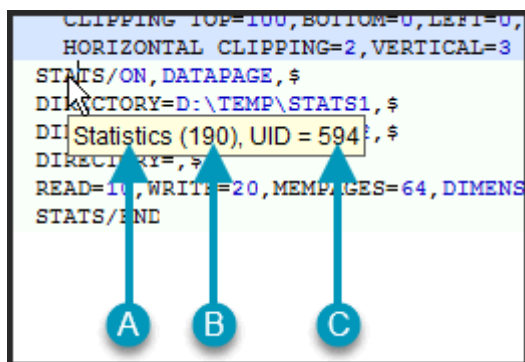 CLIPPING TOP=100,BOTTOM=0,LEFT=0,
HORIZONTAL CLIPPING=2,VERTICAL=3
STATS/ON,DATAPAGE,$
DIRECTORY=D:\TEMP\STATS1,$
Statistics (190), UID = 594
,$
DIRECTORY=,$
READ=10,WRITE=20,MEMPAGES=64,DIMENS
STATS/END
A B C